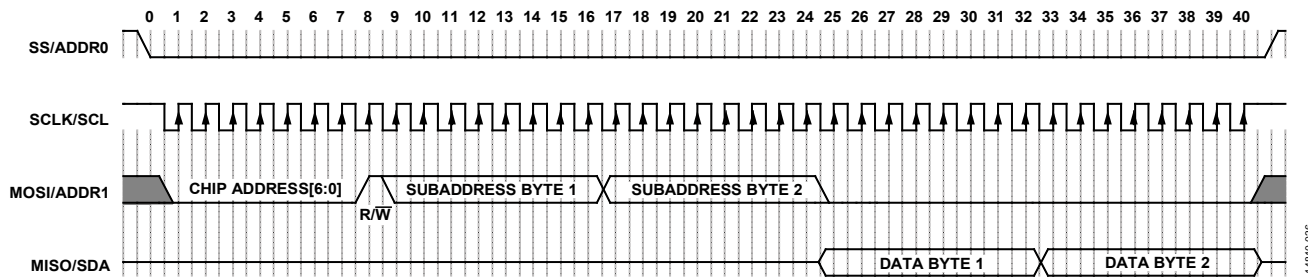 0 1 2 3 4 5 6 7 8 9 10 11 12 13 14 15 16 17 18 19 20 21 22 23 24 25 26 27 28 29 30 31 32 33 34 35 36 37 38 39 40
SS/ADDR0
SCLK/SCL
MOSI/ADDR1 CHIP ADDRESS[6:0] SUBADDRESS BYTE 1 SUBADDRESS BYTE 2
R/W̅
MISO/SDA DATA BYTE 1 DATA BYTE 2